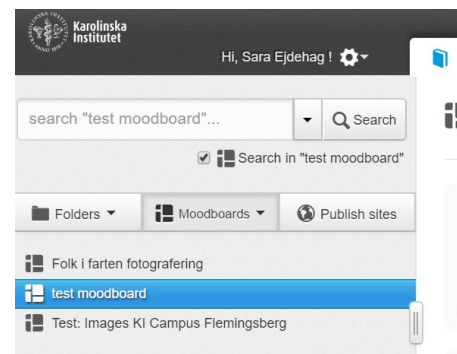 Karolinska
Institutet
Hi, Sara Ejdehag !
search "test moodboard"...
Search
Search in "test moodboard"
Folders
Moodboards
Publish sites
Folk i farten fotografering
test moodboard
Test: Images KI Campus Flemingsberg